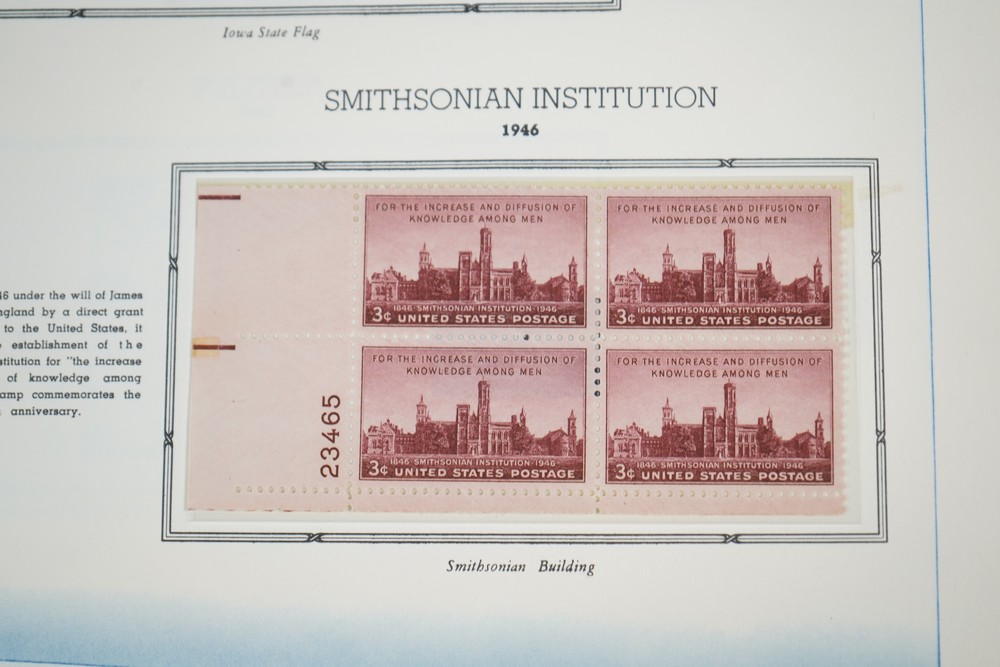 Iowa State Flag
SMITHSONIAN INSTITUTION
1946
under the will of James
by a direct grant
to the United States, it
establishment of the
for "the increase
of knowledge among
commemorates the
anniversary.
FOR THE INCREASE AND DIFFUSION OF
KNOWLEDGE AMONG MEN
1846 · SMITHSONIAN INSTITUTION · 1946
3¢ UNITED STATES POSTAGE
FOR THE INCREASE AND DIFFUSION OF
KNOWLEDGE AMONG MEN
1846 · SMITHSONIAN INSTITUTION · 1946
3¢ UNITED STATES POSTAGE
23465
FOR THE INCREASE AND DIFFUSION OF
KNOWLEDGE AMONG MEN
1846 · SMITHSONIAN INSTITUTION · 1946
3¢ UNITED STATES POSTAGE
FOR THE INCREASE AND DIFFUSION OF
KNOWLEDGE AMONG MEN
1846 · SMITHSONIAN INSTITUTION · 1946
3¢ UNITED STATES POSTAGE
Smithsonian Building